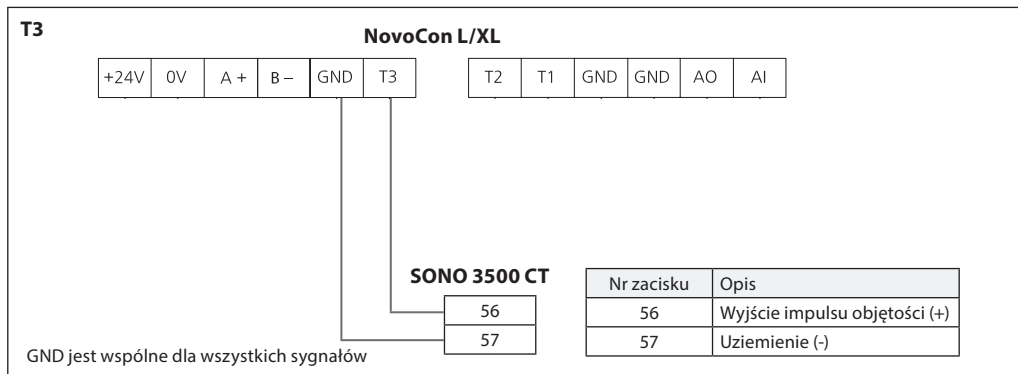 T3
NovoCon L/XL
+24V 0V A + B – GND T3 T2 T1 GND GND AO AI
SONO 3500 CT
56
57
Nr zacisku Opis
56 Wyjście impulsu objętości (+)
57 Uziemienie (-)
GND jest wspólne dla wszystkich sygnałów